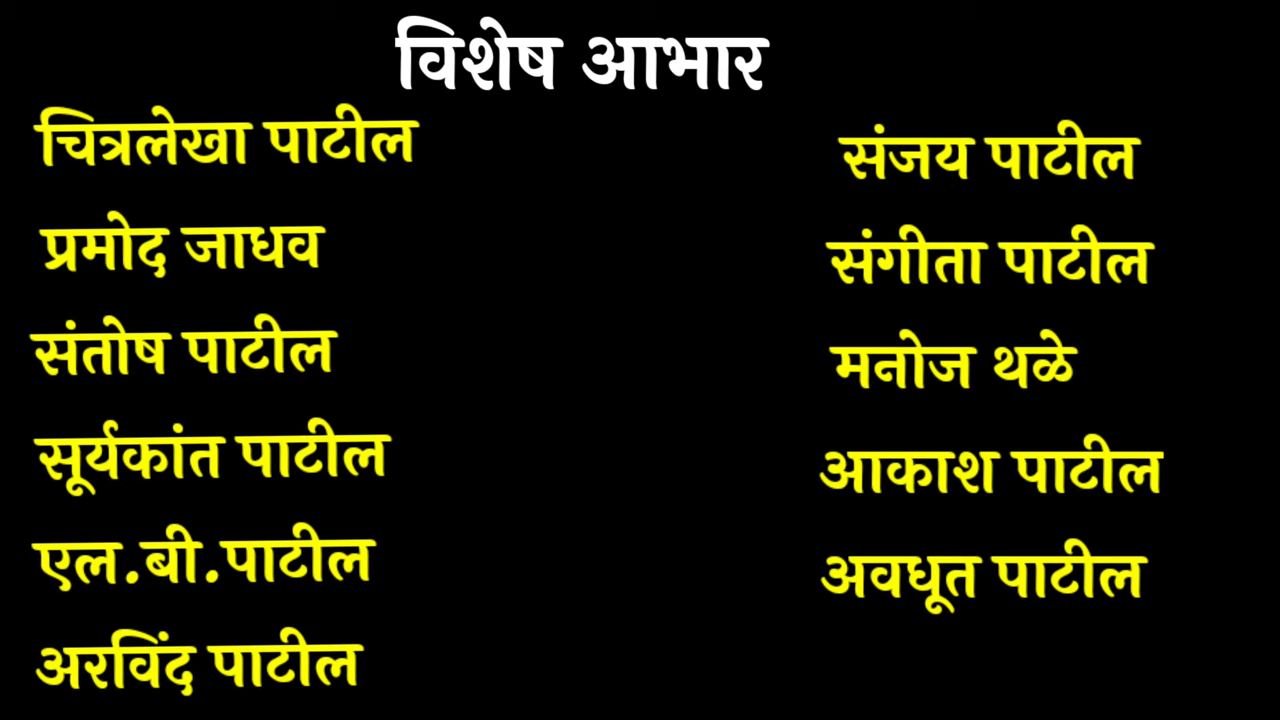 विशेष आभार
चित्रलेखा पाटील
प्रमोद जाधव
संतोष पाटील
सूर्यकांत पाटील
एल.बी.पाटील
अरविंद पाटील
संजय पाटील
संगीता पाटील
मनोज थळे
आकाश पाटील
अवधूत पाटील